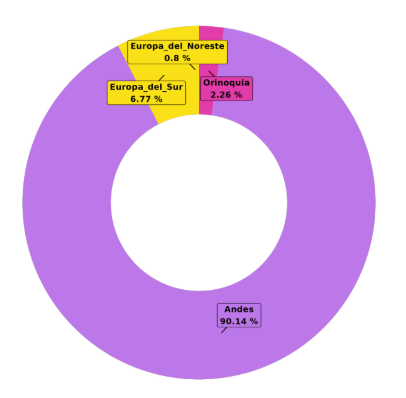 Europa_del_Noreste
0.8 %
Orinoquia
2.26 %
Europa_del_Sur
6.77 %
Andes
90.14 %